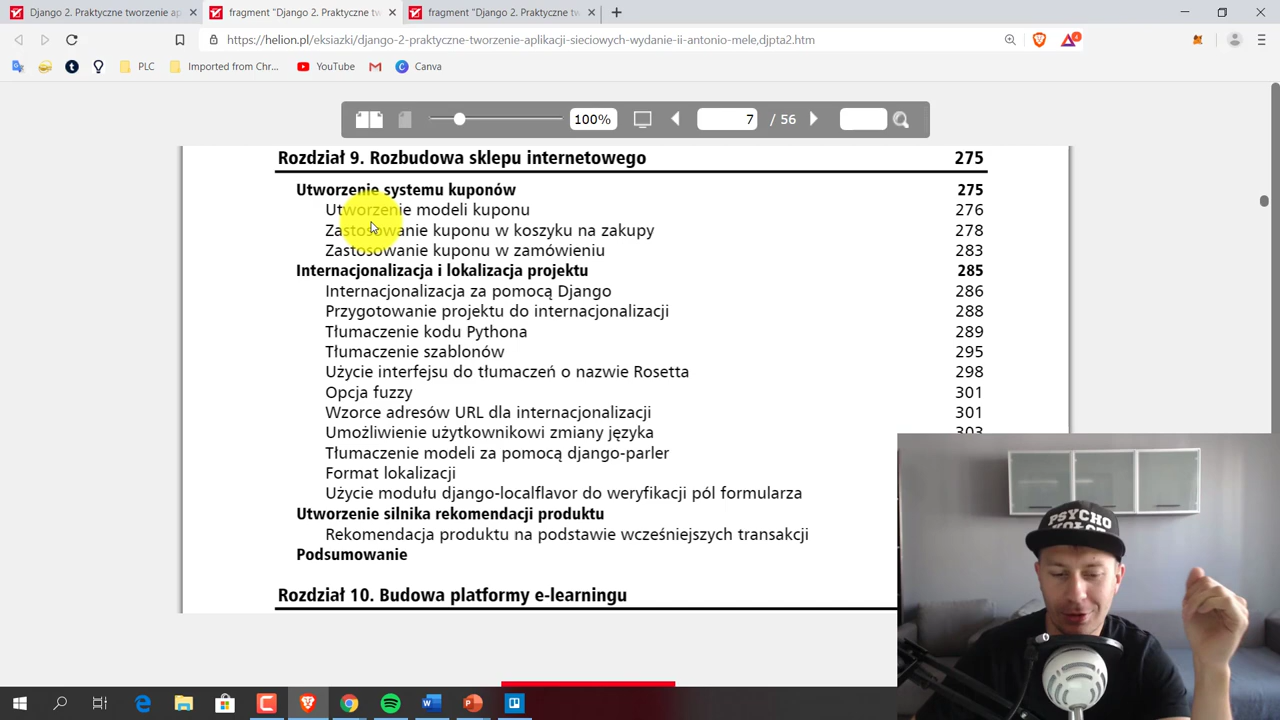 Django 2. Praktyczne tworzenie ap
fragment "Django 2. Praktyczne tw
fragment "Django 2. Praktyczne tw
https://helion.pl/eksiazki/django-2-praktyczne-tworzenie-aplikacji-sieciowych-wydanie-ii-antonio-mele,djpta2.htm
4
PLC
Imported from Chr...
YouTube
Canva
100%
7 / 56
Rozdział 9. Rozbudowa sklepu internetowego 275
Utworzenie systemu kuponów 275
Utworzenie modeli kuponu 276
Zastosowanie kuponu w koszyku na zakupy 278
Zastosowanie kuponu w zamówieniu 283
Internacjonalizacja i lokalizacja projektu 285
Internacjonalizacja za pomocą Django 286
Przygotowanie projektu do internacjonalizacji 288
Tłumaczenie kodu Pythona 289
Tłumaczenie szablonów 295
Użycie interfejsu do tłumaczeń o nazwie Rosetta 298
Opcja fuzzy 301
Wzorce adresów URL dla internacjonalizacji 301
Umożliwienie użytkownikowi zmiany języka 303
Tłumaczenie modeli za pomocą django-parler
Format lokalizacji
Użycie modułu django-localflavor do weryfikacji pól formularza
Utworzenie silnika rekomendacji produktu
Rekomendacja produktu na podstawie wcześniejszych transakcji
Podsumowanie
Rozdział 10. Budowa platformy e-learningu
PSYCHO